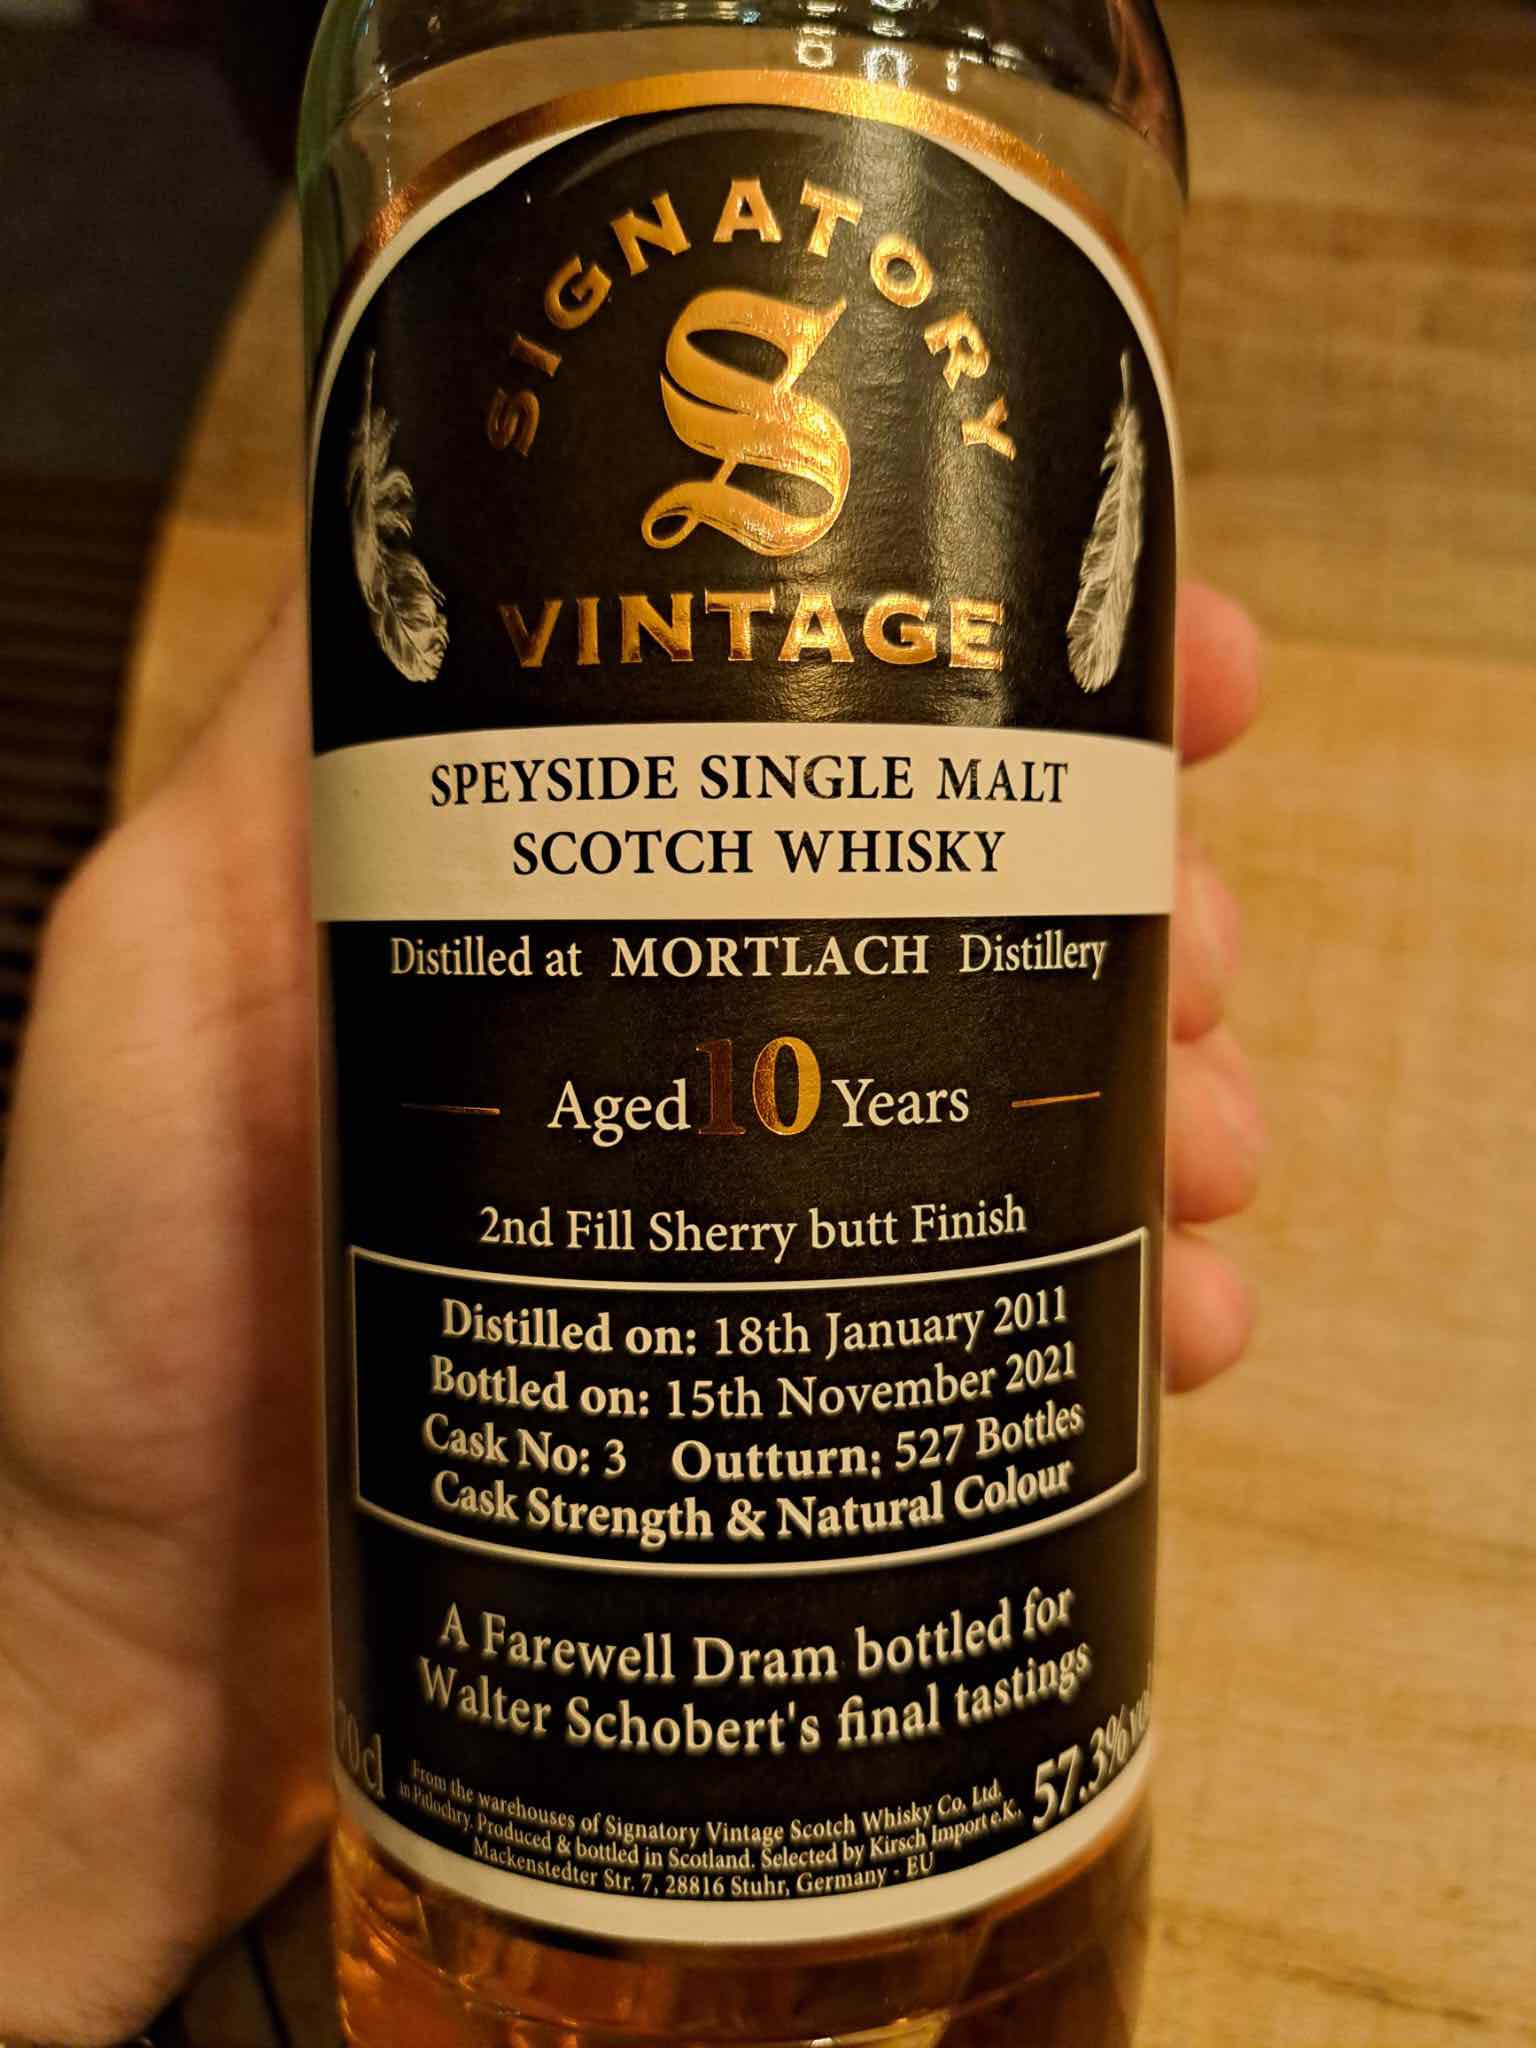 SIGNATORY
S
VINTAGE
SPEYSIDE SINGLE MALT
SCOTCH WHISKY
Distilled at MORTLACH Distillery
Aged 10 Years
2nd Fill Sherry butt Finish
Distilled on: 18th January 2011
Bottled on: 15th November 2021
Cask No: 3 Outturn: 527 Bottles
Cask Strength & Natural Colour
A Farewell Dram bottled for
Walter Schobert's final tastings
57.3%
From the warehouses of Signatory Vintage Scotch Whisky Co. Ltd.
in Pitlochry. Produced & bottled in Scotland. Selected by Kirsch Import e.K.,
Mackenstedter Str. 7, 28816 Stuhr, Germany - EU